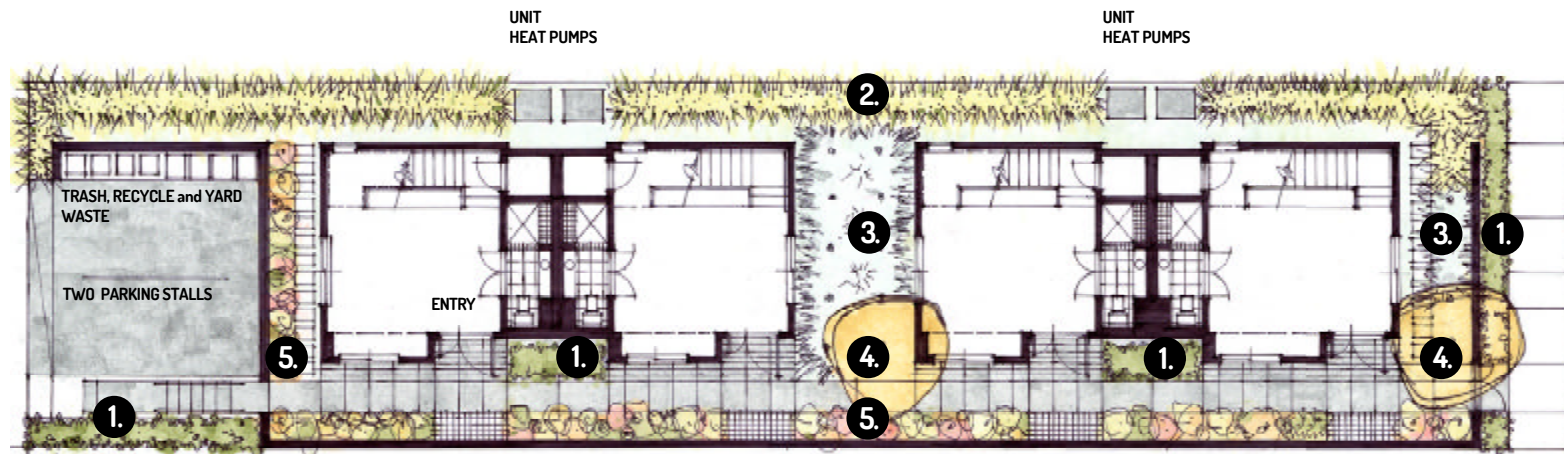 UNIT
HEAT PUMPS
UNIT
HEAT PUMPS
2.
TRASH, RECYCLE and YARD
WASTE
3.
3.
1.
TWO PARKING STALLS
ENTRY
5.
1.
4.
1.
4.
1.
5.